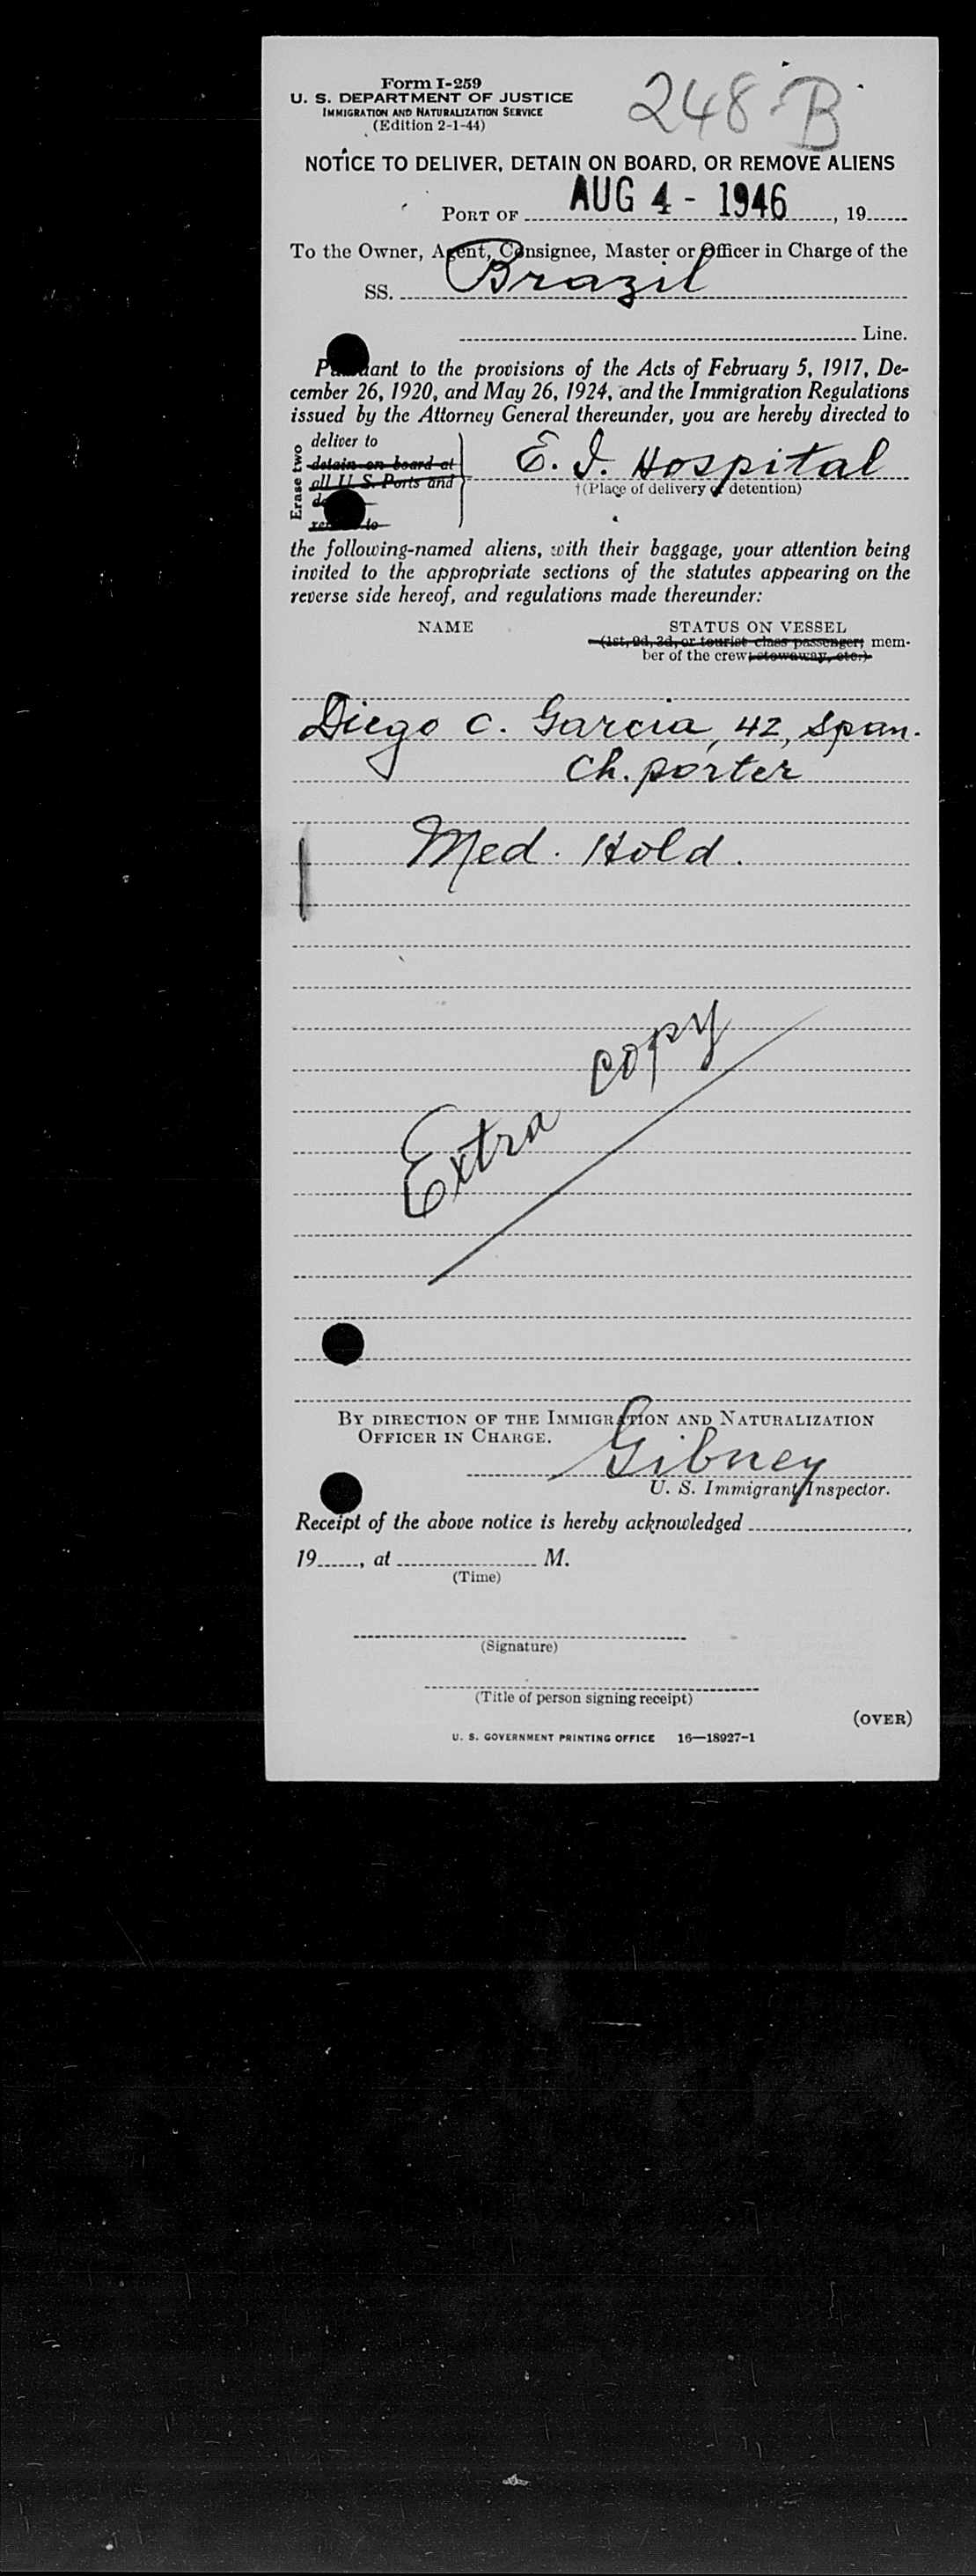 Form I-259
U. S. DEPARTMENT OF JUSTICE
IMMIGRATION AND NATURALIZATION SERVICE
(Edition 2-1-44)
248-B
NOTICE TO DELIVER, DETAIN ON BOARD, OR REMOVE ALIENS
PORT OF AUG 4 - 1946, 19
To the Owner, Agent, Consignee, Master or Officer in Charge of the
SS. Brazil
Line.
Pursuant to the provisions of the Acts of February 5, 1917, De-
cember 26, 1920, and May 26, 1924, and the Immigration Regulations
issued by the Attorney General thereunder, you are hereby directed to
Erase two
deliver to
detain on board at
all U. S. Ports and
E. I. Hospital
†(Place of delivery or detention)
the following-named aliens, with their baggage, your attention being
invited to the appropriate sections of the statutes appearing on the
reverse side hereof, and regulations made thereunder:
NAME STATUS ON VESSEL
(1st, 2d, 3d, or tourist class passenger; mem-
ber of the crew; stowaway, etc.)
Diego C. Garcia, 42, Span.
Ch. porter
Med. Hold.
Extra copy
BY DIRECTION OF THE IMMIGRATION AND NATURALIZATION
OFFICER IN CHARGE.
Gibney
U. S. Immigrant Inspector.
Receipt of the above notice is hereby acknowledged
19, at M.
(Time)
(Signature)
(Title of person signing receipt)
(OVER)
U. S. GOVERNMENT PRINTING OFFICE 16—18927-1